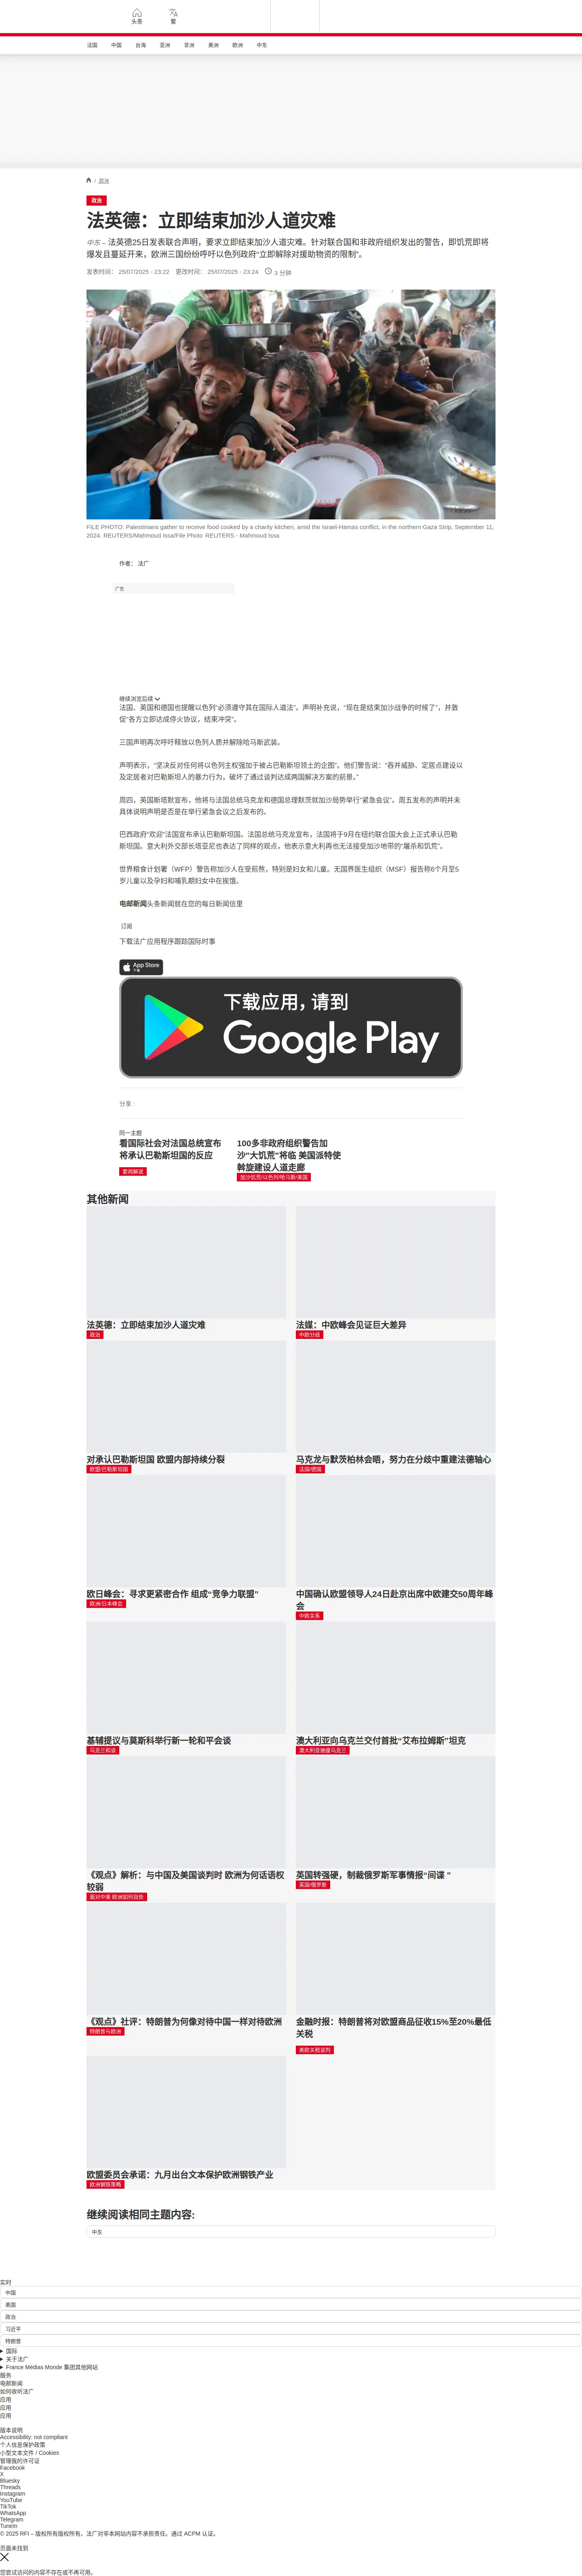 头条
繁
法国
中国
台海
亚洲
非洲
美洲
欧洲
中东
/ 欧洲
政治
法英德：立即结束加沙人道灾难
中东 – 法英德25日发表联合声明，要求立即结束加沙人道灾难。针对联合国和非政府组织发出的警告，即饥荒即将
爆发且蔓延开来，欧洲三国纷纷呼吁以色列政府“立即解除对援助物资的限制”。
发表时间： 25/07/2025 - 23:22 更改时间： 25/07/2025 - 23:24 3 分钟
FILE PHOTO: Palestinians gather to receive food cooked by a charity kitchen, amid the Israel-Hamas conflict, in the northern Gaza Strip, September 11,
2024. REUTERS/Mahmoud Issa/File Photo REUTERS - Mahmoud Issa
作者： 法广
广告
继续浏览后续
法国、英国和德国也提醒以色列“必须遵守其在国际人道法”。声明补充说，“现在是结束加沙战争的时候了”，并敦
促“各方立即达成停火协议，结束冲突”。
三国声明再次呼吁释放以色列人质并解除哈马斯武装。
声明表示，“坚决反对任何将以色列主权强加于被占巴勒斯坦领土的企图”。他们警告说：“吞并威胁、定居点建设以
及定居者对巴勒斯坦人的暴力行为，破坏了通过谈判达成两国解决方案的前景。”
周四，英国斯塔默宣布，他将与法国总统马克龙和德国总理默茨就加沙局势举行“紧急会议”。周五发布的声明并未
具体说明声明是否是在举行紧急会议之后发布的。
巴西政府“欢迎”法国宣布承认巴勒斯坦国。法国总统马克龙宣布，法国将于9月在纽约联合国大会上正式承认巴勒
斯坦国。意大利外交部长塔亚尼也表达了同样的观点，他表示意大利再也无法接受加沙地带的“屠杀和饥荒”。
世界粮食计划署（WFP）警告称加沙人在受煎熬，特别是妇女和儿童。无国界医生组织（MSF）报告称6个月至5
岁儿童以及孕妇和哺乳期妇女中在挨饿。
电邮新闻头条新闻就在您的每日新闻信里
订阅
下载法广应用程序跟踪国际时事
App Store
下载
下载应用，请到
Google Play
分享 :
同一主题
看国际社会对法国总统宣布
将承认巴勒斯坦国的反应
要闻解说
100多非政府组织警告加
沙"大饥荒"将临 美国派特使
斡旋建设人道走廊
加沙饥荒/以色列/哈马斯/美国
其他新闻
法英德：立即结束加沙人道灾难
政治
法媒：中欧峰会见证巨大差异
中欧分歧
对承认巴勒斯坦国 欧盟内部持续分裂
欧盟/巴勒斯坦国
马克龙与默茨柏林会晤，努力在分歧中重建法德轴心
法国/德国
欧日峰会：寻求更紧密合作 组成“竞争力联盟”
欧洲/日本峰会
中国确认欧盟领导人24日赴京出席中欧建交50周年峰
会
中欧关系
基辅提议与莫斯科举行新一轮和平会谈
乌克兰和谈
澳大利亚向乌克兰交付首批“艾布拉姆斯”坦克
澳大利亚驰援乌克兰
《观点》解析：与中国及美国谈判时 欧洲为何话语权
较弱
面对中美 欧洲如何自处
英国转强硬，制裁俄罗斯军事情报“间谍 ”
英国/俄罗斯
《观点》社评：特朗普为何像对待中国一样对待欧洲
特朗普与欧洲
金融时报：特朗普将对欧盟商品征收15%至20%最低
关税
美欧关税谈判
欧盟委员会承诺：九月出台文本保护欧洲钢铁产业
欧洲钢铁策略
继续阅读相同主题内容:
中东
实时
中国
美国
政治
习近平
特朗普
国际
关于法广
France Médias Monde 集团其他网站
服务
电邮新闻
如何收听法广
应用
应用
应用
版本说明
Accessibility: not compliant
个人信息保护政策
小型文本文件 / Cookies
管理我的许可证
Facebook
X
Bluesky
Threads
Instagram
YouTube
TikTok
WhatsApp
Telegram
TuneIn
© 2025 RFI – 版权所有版权所有。法广对非本网站内容不承担责任。通过 ACPM 认证。
页面未找到
您尝试访问的内容不存在或不再可用。